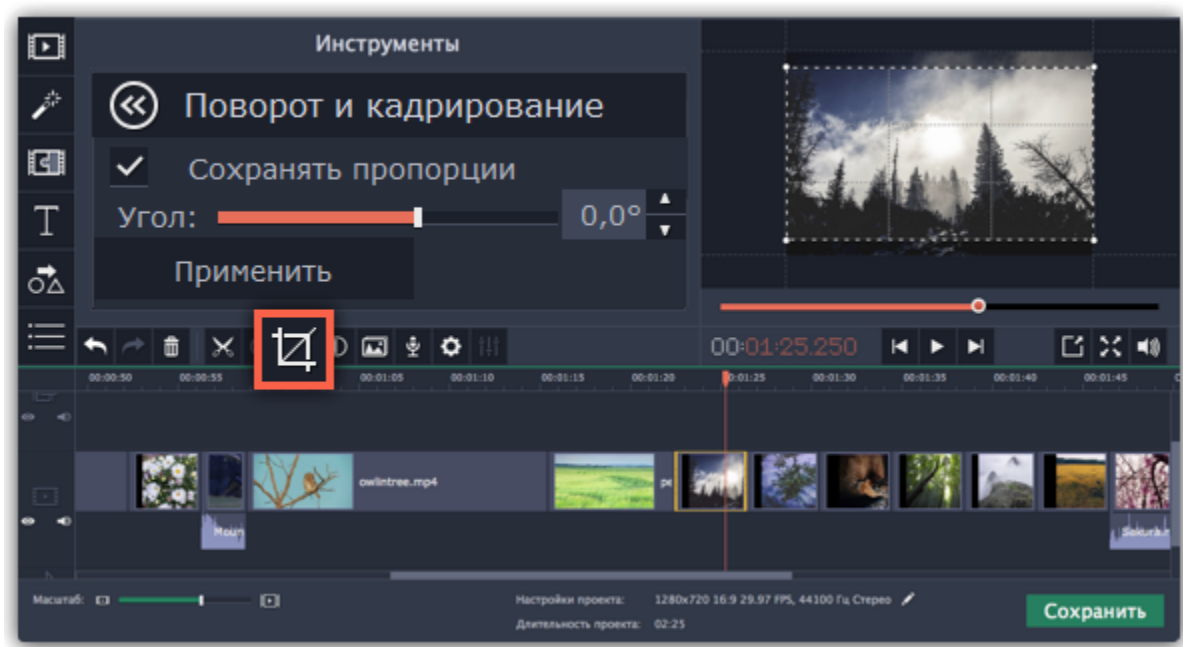 Инструменты
Поворот и кадрирование
Сохранять пропорции
Угол: 0,0°
Применить
00:01:25.250
00:00:50 00:00:55 00:01:05 00:01:10 00:01:15 00:01:20 00:01:25 00:01:30 00:01:35 00:01:40 00:01:45
owlintree.mp4 pe
Moun Sakura.r
Масштаб: Настройки проекта: 1280x720 16:9 29.97 FPS, 44100 Гц Стерео
Длительность проекта: 02:25
Сохранить